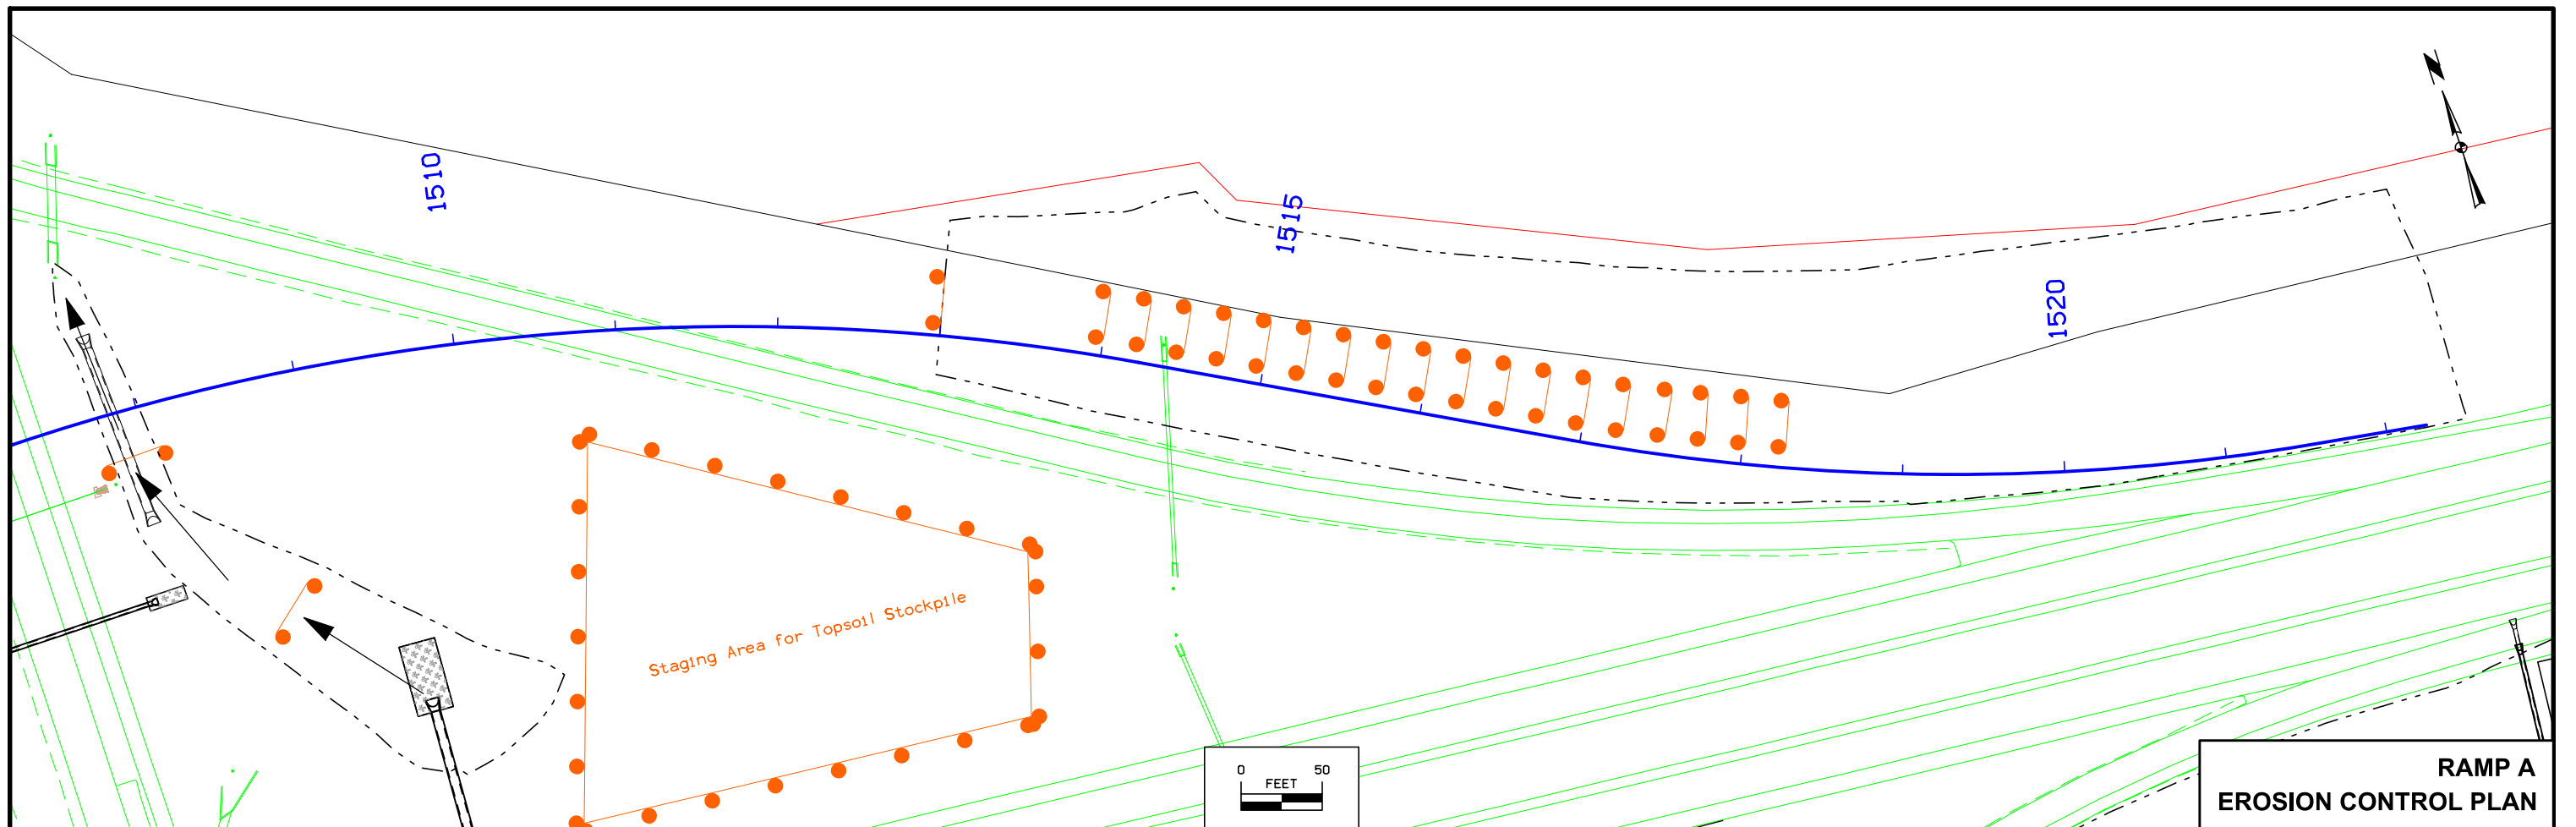 1510
1515
1520
Staging Area for Topsoil Stockpile
0 50
FEET
RAMP A
EROSION CONTROL PLAN